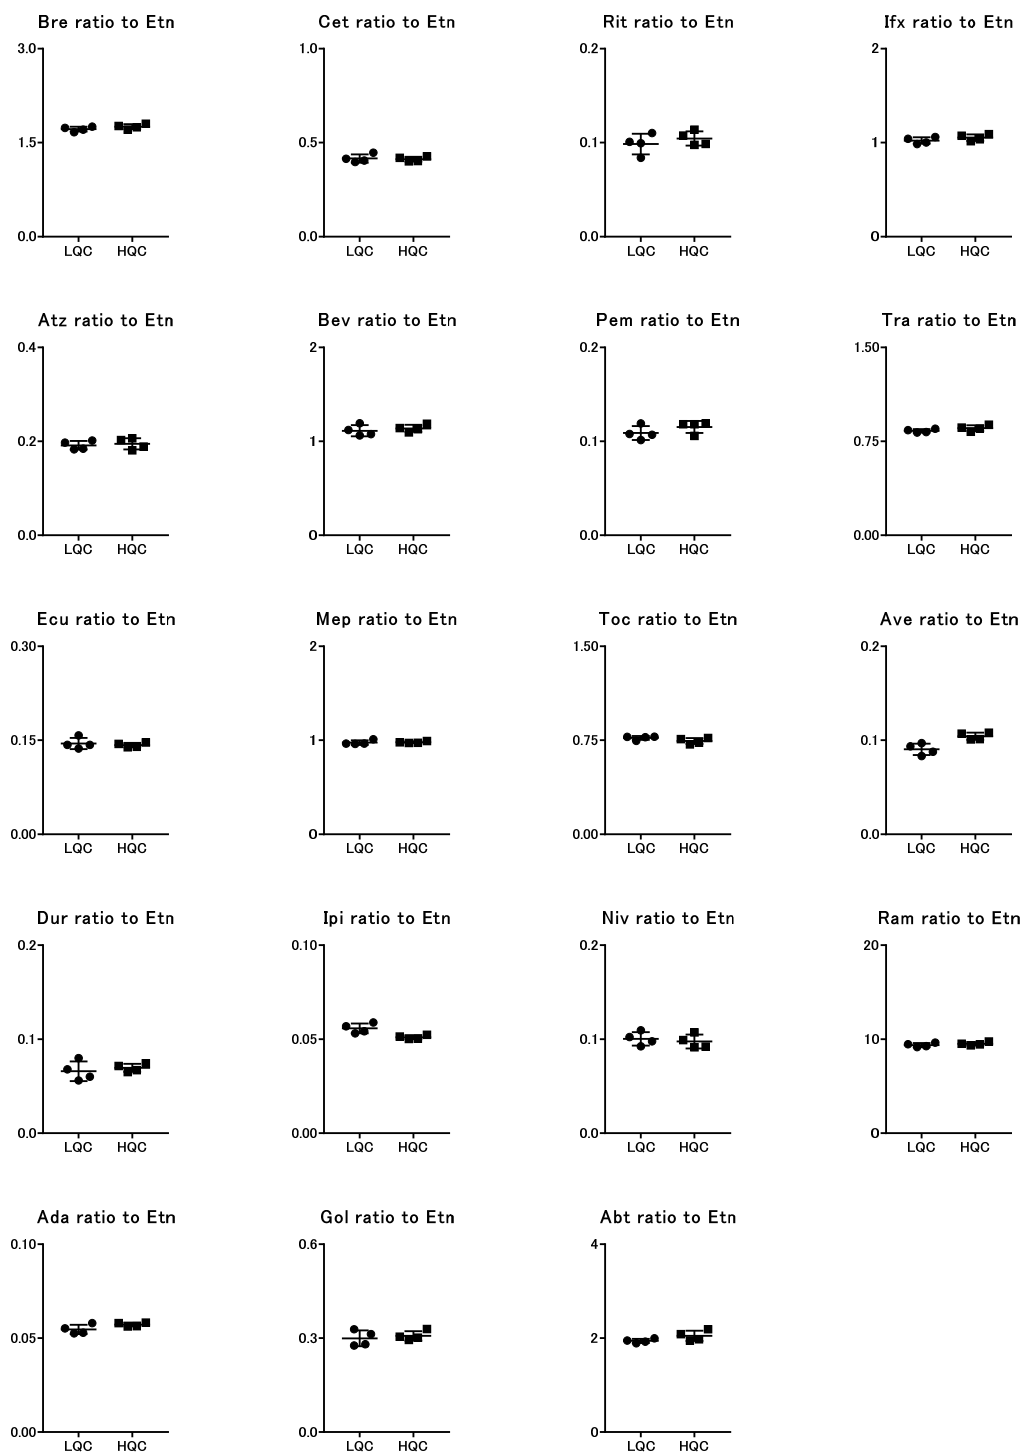 Bre ratio to Etn
Cet ratio to Etn
Rit ratio to Etn
Ifx ratio to Etn
3.0
1.5
0.0
LQC HQC
1.0
0.5
0.0
LQC HQC
0.2
0.1
0.0
LQC HQC
2
1
0
LQC HQC
Atz ratio to Etn
Bev ratio to Etn
Pem ratio to Etn
Tra ratio to Etn
0.4
0.2
0.0
LQC HQC
2
1
0
LQC HQC
0.2
0.1
0.0
LQC HQC
1.50
0.75
0.00
LQC HQC
Ecu ratio to Etn
Mep ratio to Etn
Toc ratio to Etn
Ave ratio to Etn
0.30
0.15
0.00
LQC HQC
2
1
0
LQC HQC
1.50
0.75
0.00
LQC HQC
0.2
0.1
0.0
LQC HQC
Dur ratio to Etn
Ipi ratio to Etn
Niv ratio to Etn
Ram ratio to Etn
0.2
0.1
0.0
LQC HQC
0.10
0.05
0.00
LQC HQC
0.2
0.1
0.0
LQC HQC
20
10
0
LQC HQC
Ada ratio to Etn
Gol ratio to Etn
Abt ratio to Etn
0.10
0.05
0.00
LQC HQC
0.6
0.3
0.0
LQC HQC
4
2
0
LQC HQC